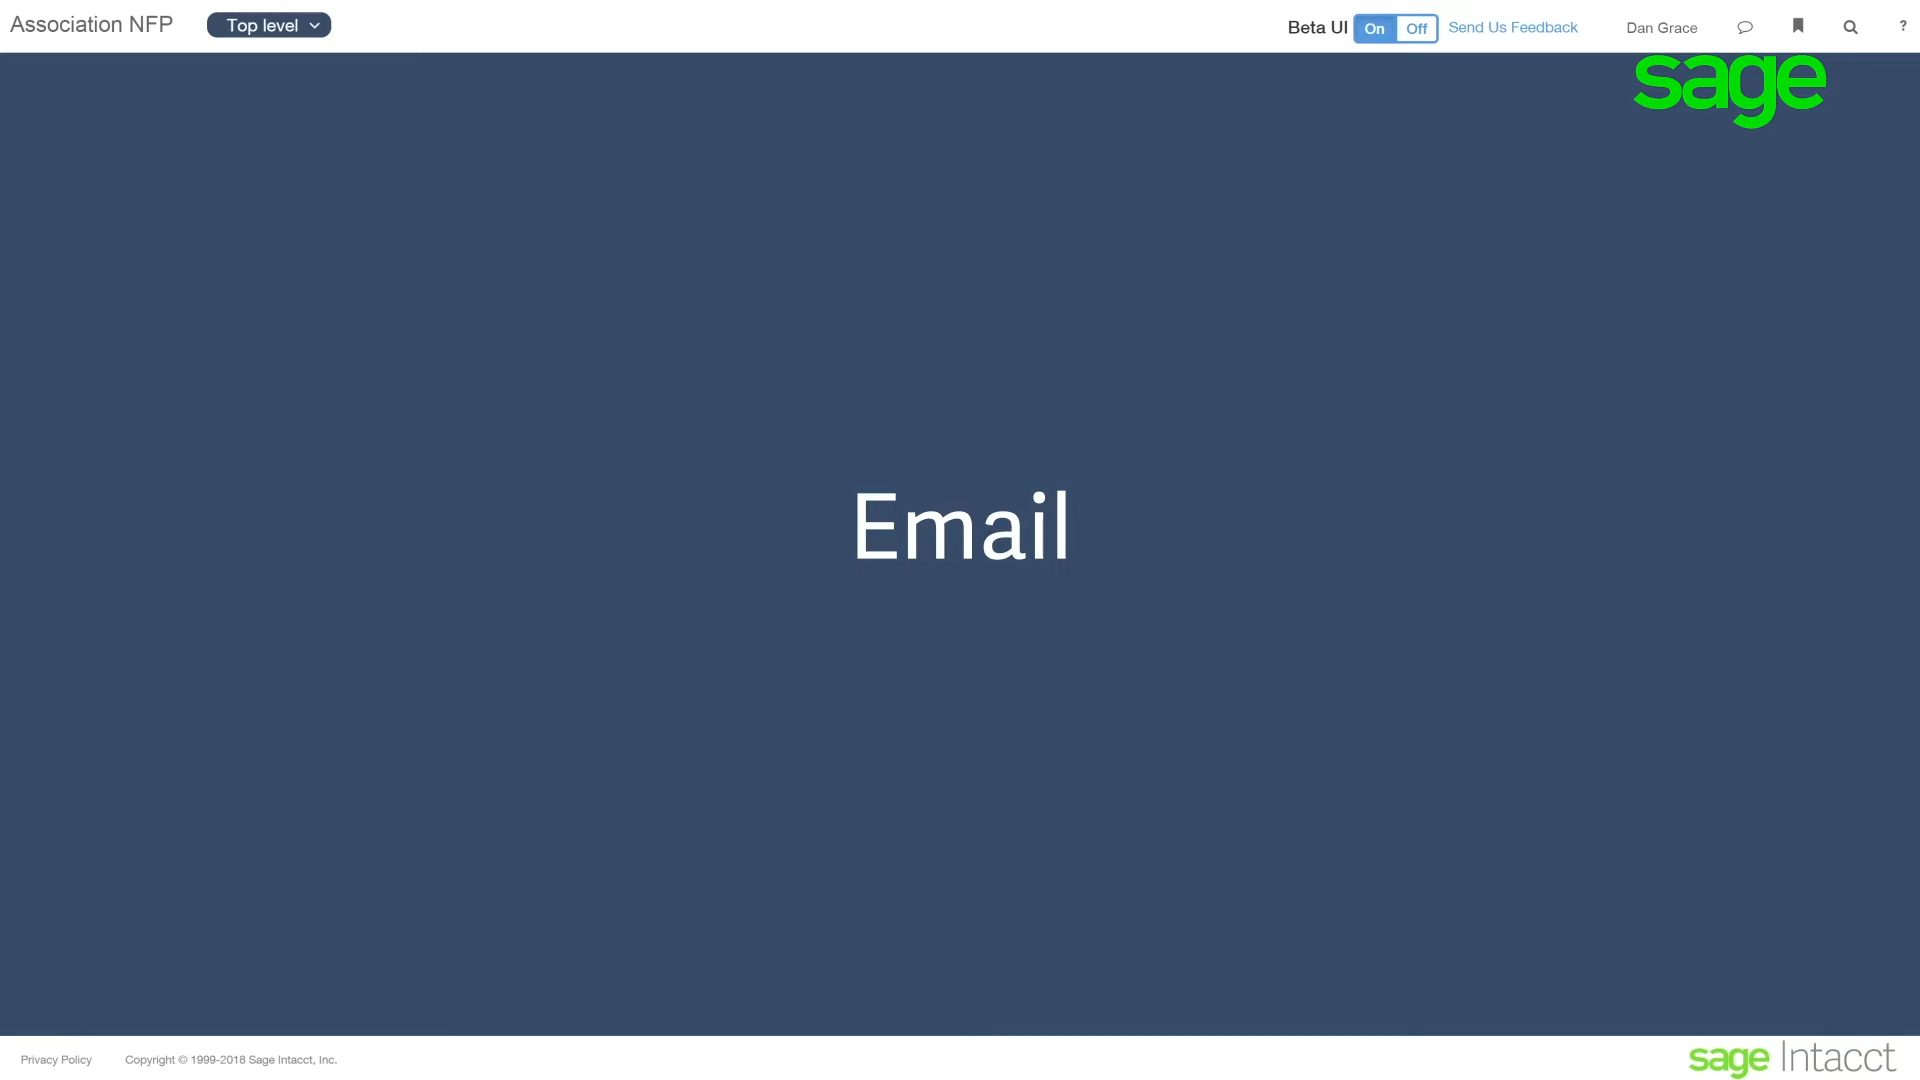 Association NFP
Top level
Beta UI On Off Send Us Feedback Dan Grace ?
sage
Email
Privacy Policy Copyright © 1999-2018 Sage Intacct, Inc.
sage Intacct